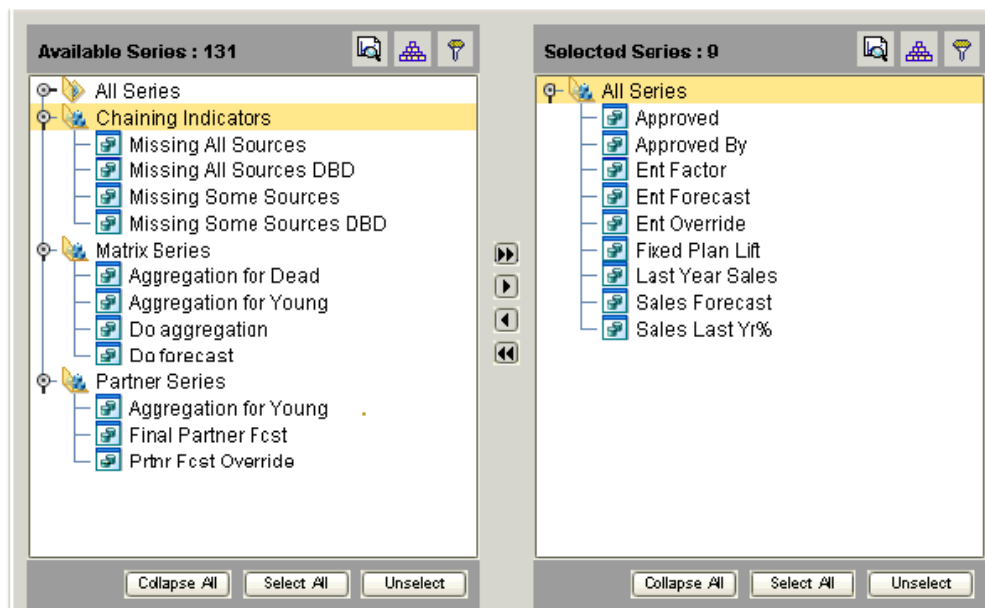 Available Series : 131
All Series
Chaining Indicators
Missing All Sources
Missing All Sources DBD
Missing Some Sources
Missing Some Sources DBD
Matrix Series
Aggregation for Dead
Aggregation for Young
Do aggregation
Do forecast
Partner Series
Aggregation for Young
Final Partner Fcst
Prtnr Fcst Override
Collapse All
Select All
Unselect
Selected Series : 9
All Series
Approved
Approved By
Ent Factor
Ent Forecast
Ent Override
Fixed Plan Lift
Last Year Sales
Sales Forecast
Sales Last Yr%
Collapse All
Select All
Unselect